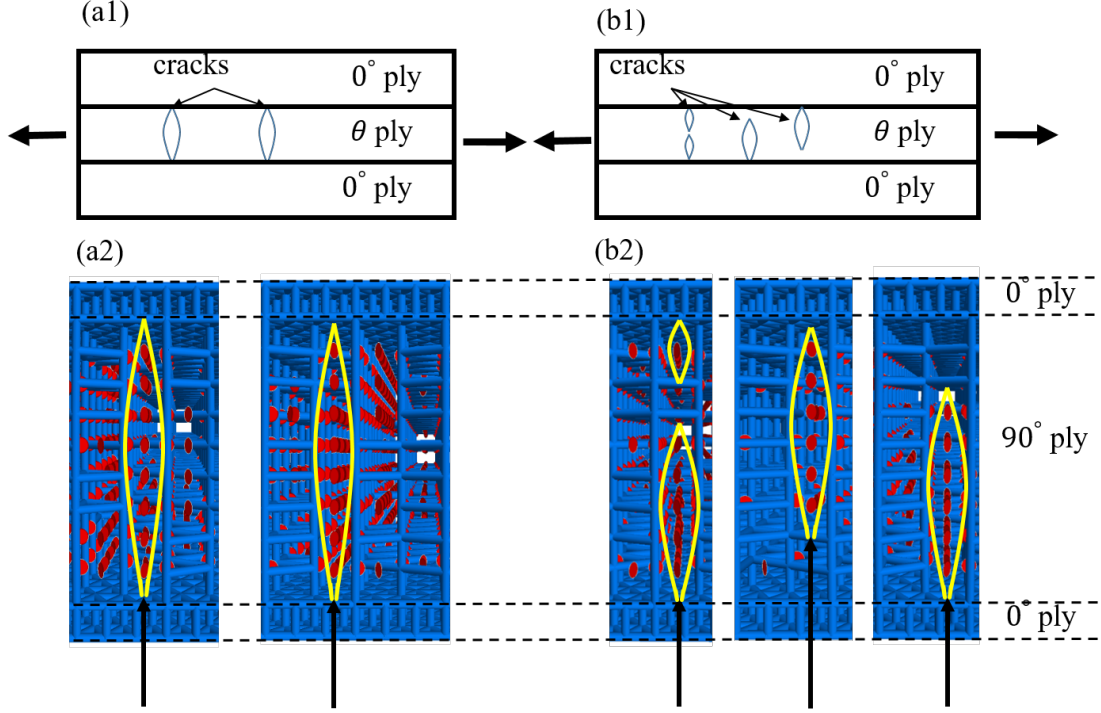 (a1)
cracks
0° ply
θ ply
0° ply
(b1)
cracks
0° ply
θ ply
0° ply
(a2)
(b2)
0° ply
90° ply
0° ply